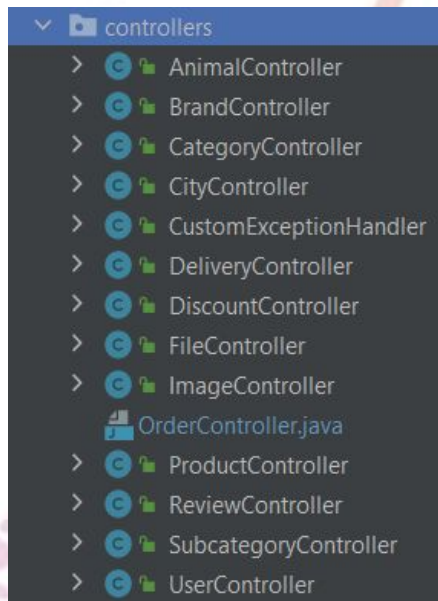 controllers
AnimalController
BrandController
CategoryController
CityController
CustomExceptionHandler
DeliveryController
DiscountController
FileController
ImageController
OrderController.java
ProductController
ReviewController
SubcategoryController
UserController